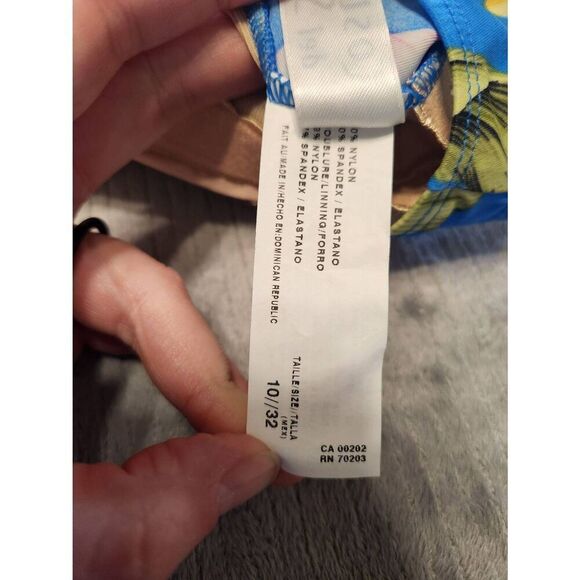 % NYLON
% SPANDEX / ELASTANO
DOUBLURE/LINNING/FORRO
% NYLON
% SPANDEX / ELASTANO
FAIT AU/MADE IN/HECHO EN:DOMINICAN REPUBLIC
TAILLE/SIZE//TALLA
(MEX)
10//32
CA 00202
RN 70203